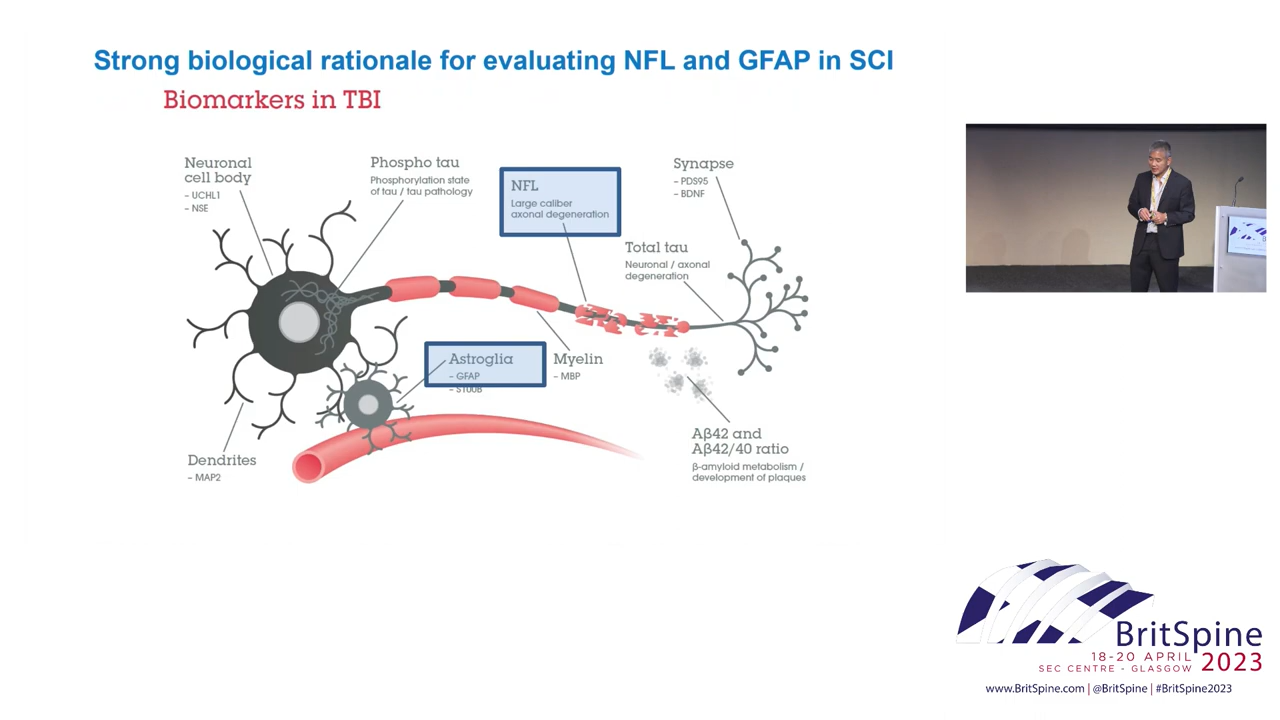 Strong biological rationale for evaluating NFL and GFAP in SCI
Biomarkers in TBI
Neuronal
cell body
– UCHL1
– NSE
Phospho tau
Phosphorylation state
of tau / tau pathology
NFL
Large caliber
axonal degeneration
Synapse
– PDS95
– BDNF
Total tau
Neuronal / axonal
degeneration
Astroglia
– GFAP
– S100B
Myelin
– MBP
Dendrites
– MAP2
Aβ42 and
Aβ42/40 ratio
β-amyloid metabolism /
development of plaques
BritSpine
18-20 APRIL
SEC CENTRE - GLASGOW
2023
www.BritSpine.com | @BritSpine | #BritSpine2023